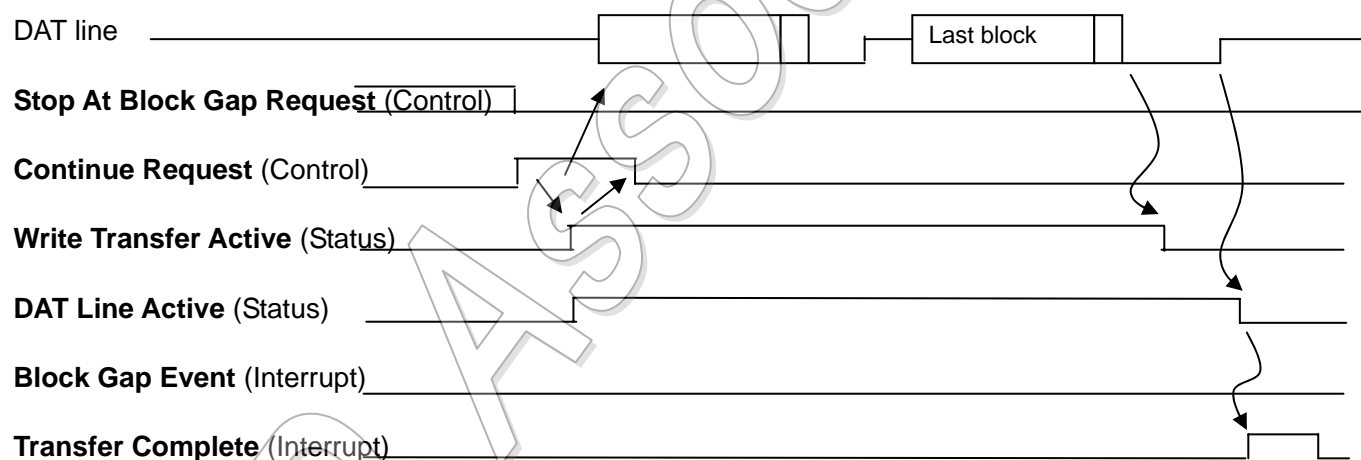 DAT line
Last block
Stop At Block Gap Request (Control)
Continue Request (Control)
Write Transfer Active (Status)
DAT Line Active (Status)
Block Gap Event (Interrupt)
Transfer Complete (Interrupt)